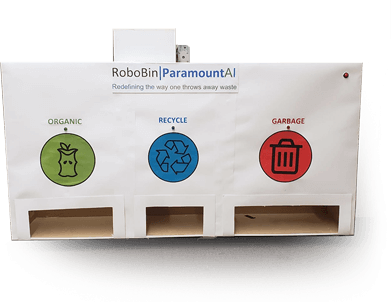 RoboBin|ParamountAI
Redefining the way one throws away waste
ORGANIC
RECYCLE
GARBAGE